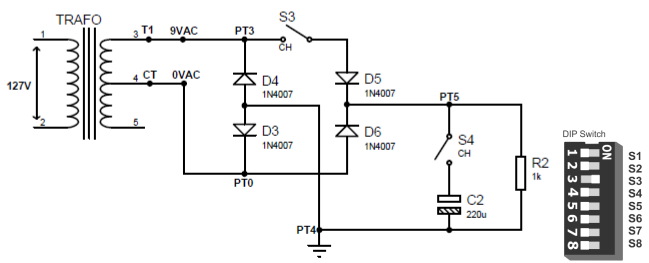 TRAFO
1
2
127V
3
T1
9VAC
4
CT
0VAC
5
PT3
S3
CH
D4
1N4007
D3
1N4007
PT0
D5
1N4007
D6
1N4007
PT5
S4
CH
C2
220u
R2
1k
PT4
DIP Switch
ON
1 2 3 4 5 6 7 8
S1
S2
S3
S4
S5
S6
S7
S8